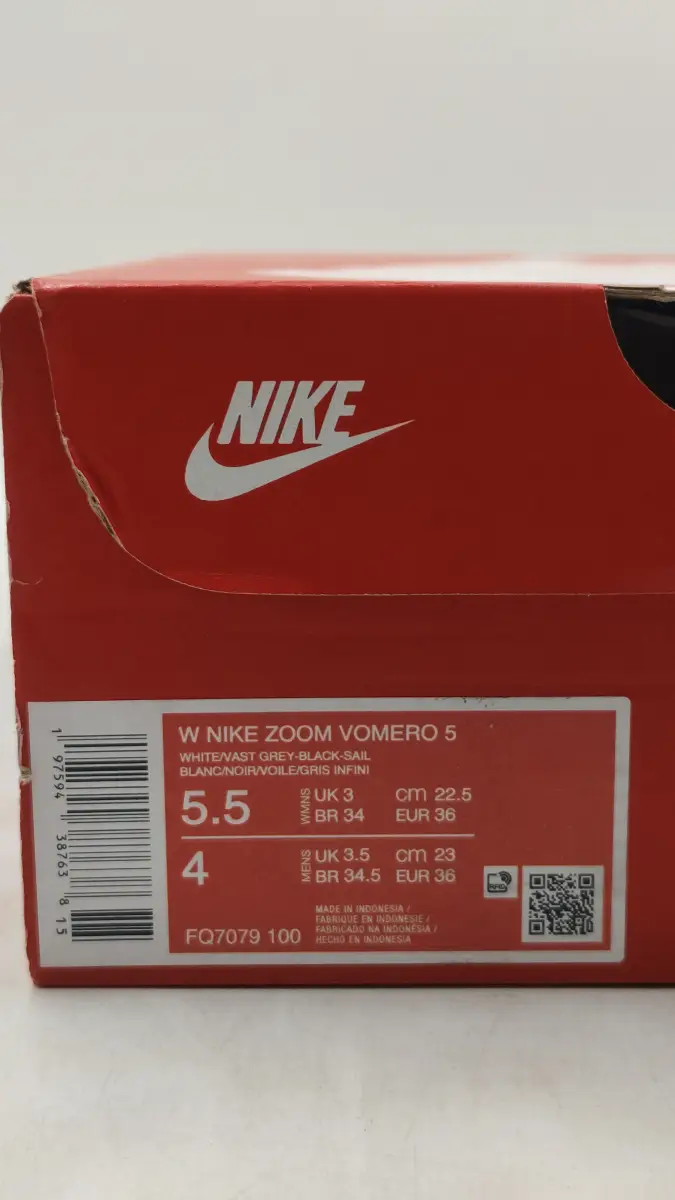 NIKE
W NIKE ZOOM VOMERO 5
WHITE/VAST GREY-BLACK-SAIL
BLANC/NOIR/VOILE/GRIS INFINI
5.5 WMNS UK 3 cm 22.5
BR 34 EUR 36
4 MENS UK 3.5 cm 23
BR 34.5 EUR 36
FQ7079 100
MADE IN INDONESIA /
FABRIQUE EN INDONESIE /
FABRICADO NA INDONÉSIA /
HECHO EN INDONESIA
1 97594 38763 8 15